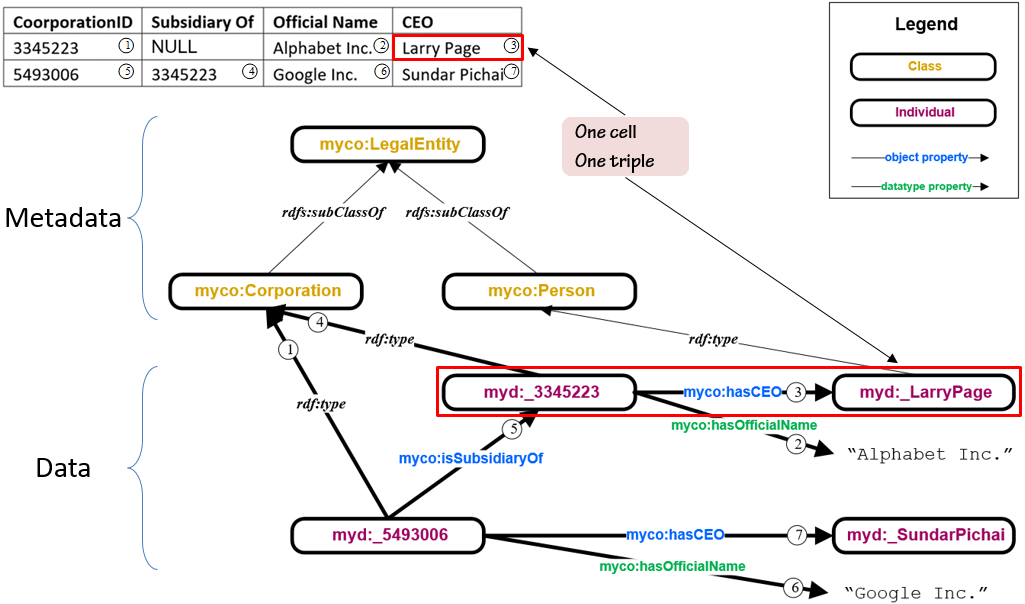 CoorporationID Subsidiary Of Official Name CEO
3345223 1 NULL Alphabet Inc. 2 Larry Page 3
5493006 5 3345223 4 Google Inc. 6 Sundar Pichai 7
Legend
Class
Individual
object property
datatype property
One cell
One triple
Metadata
myco:LegalEntity
rdfs:subClassOf rdfs:subClassOf
myco:Corporation myco:Person
4
rdf:type rdf:type
1
rdf:type
Data
myd:_3345223 myco:hasCEO 3 myd:_LarryPage
myco:hasOfficialName
5
2
"Alphabet Inc."
myco:isSubsidiaryOf
myd:_5493006 myco:hasCEO 7 myd:_SundarPichai
myco:hasOfficialName
6
"Google Inc."